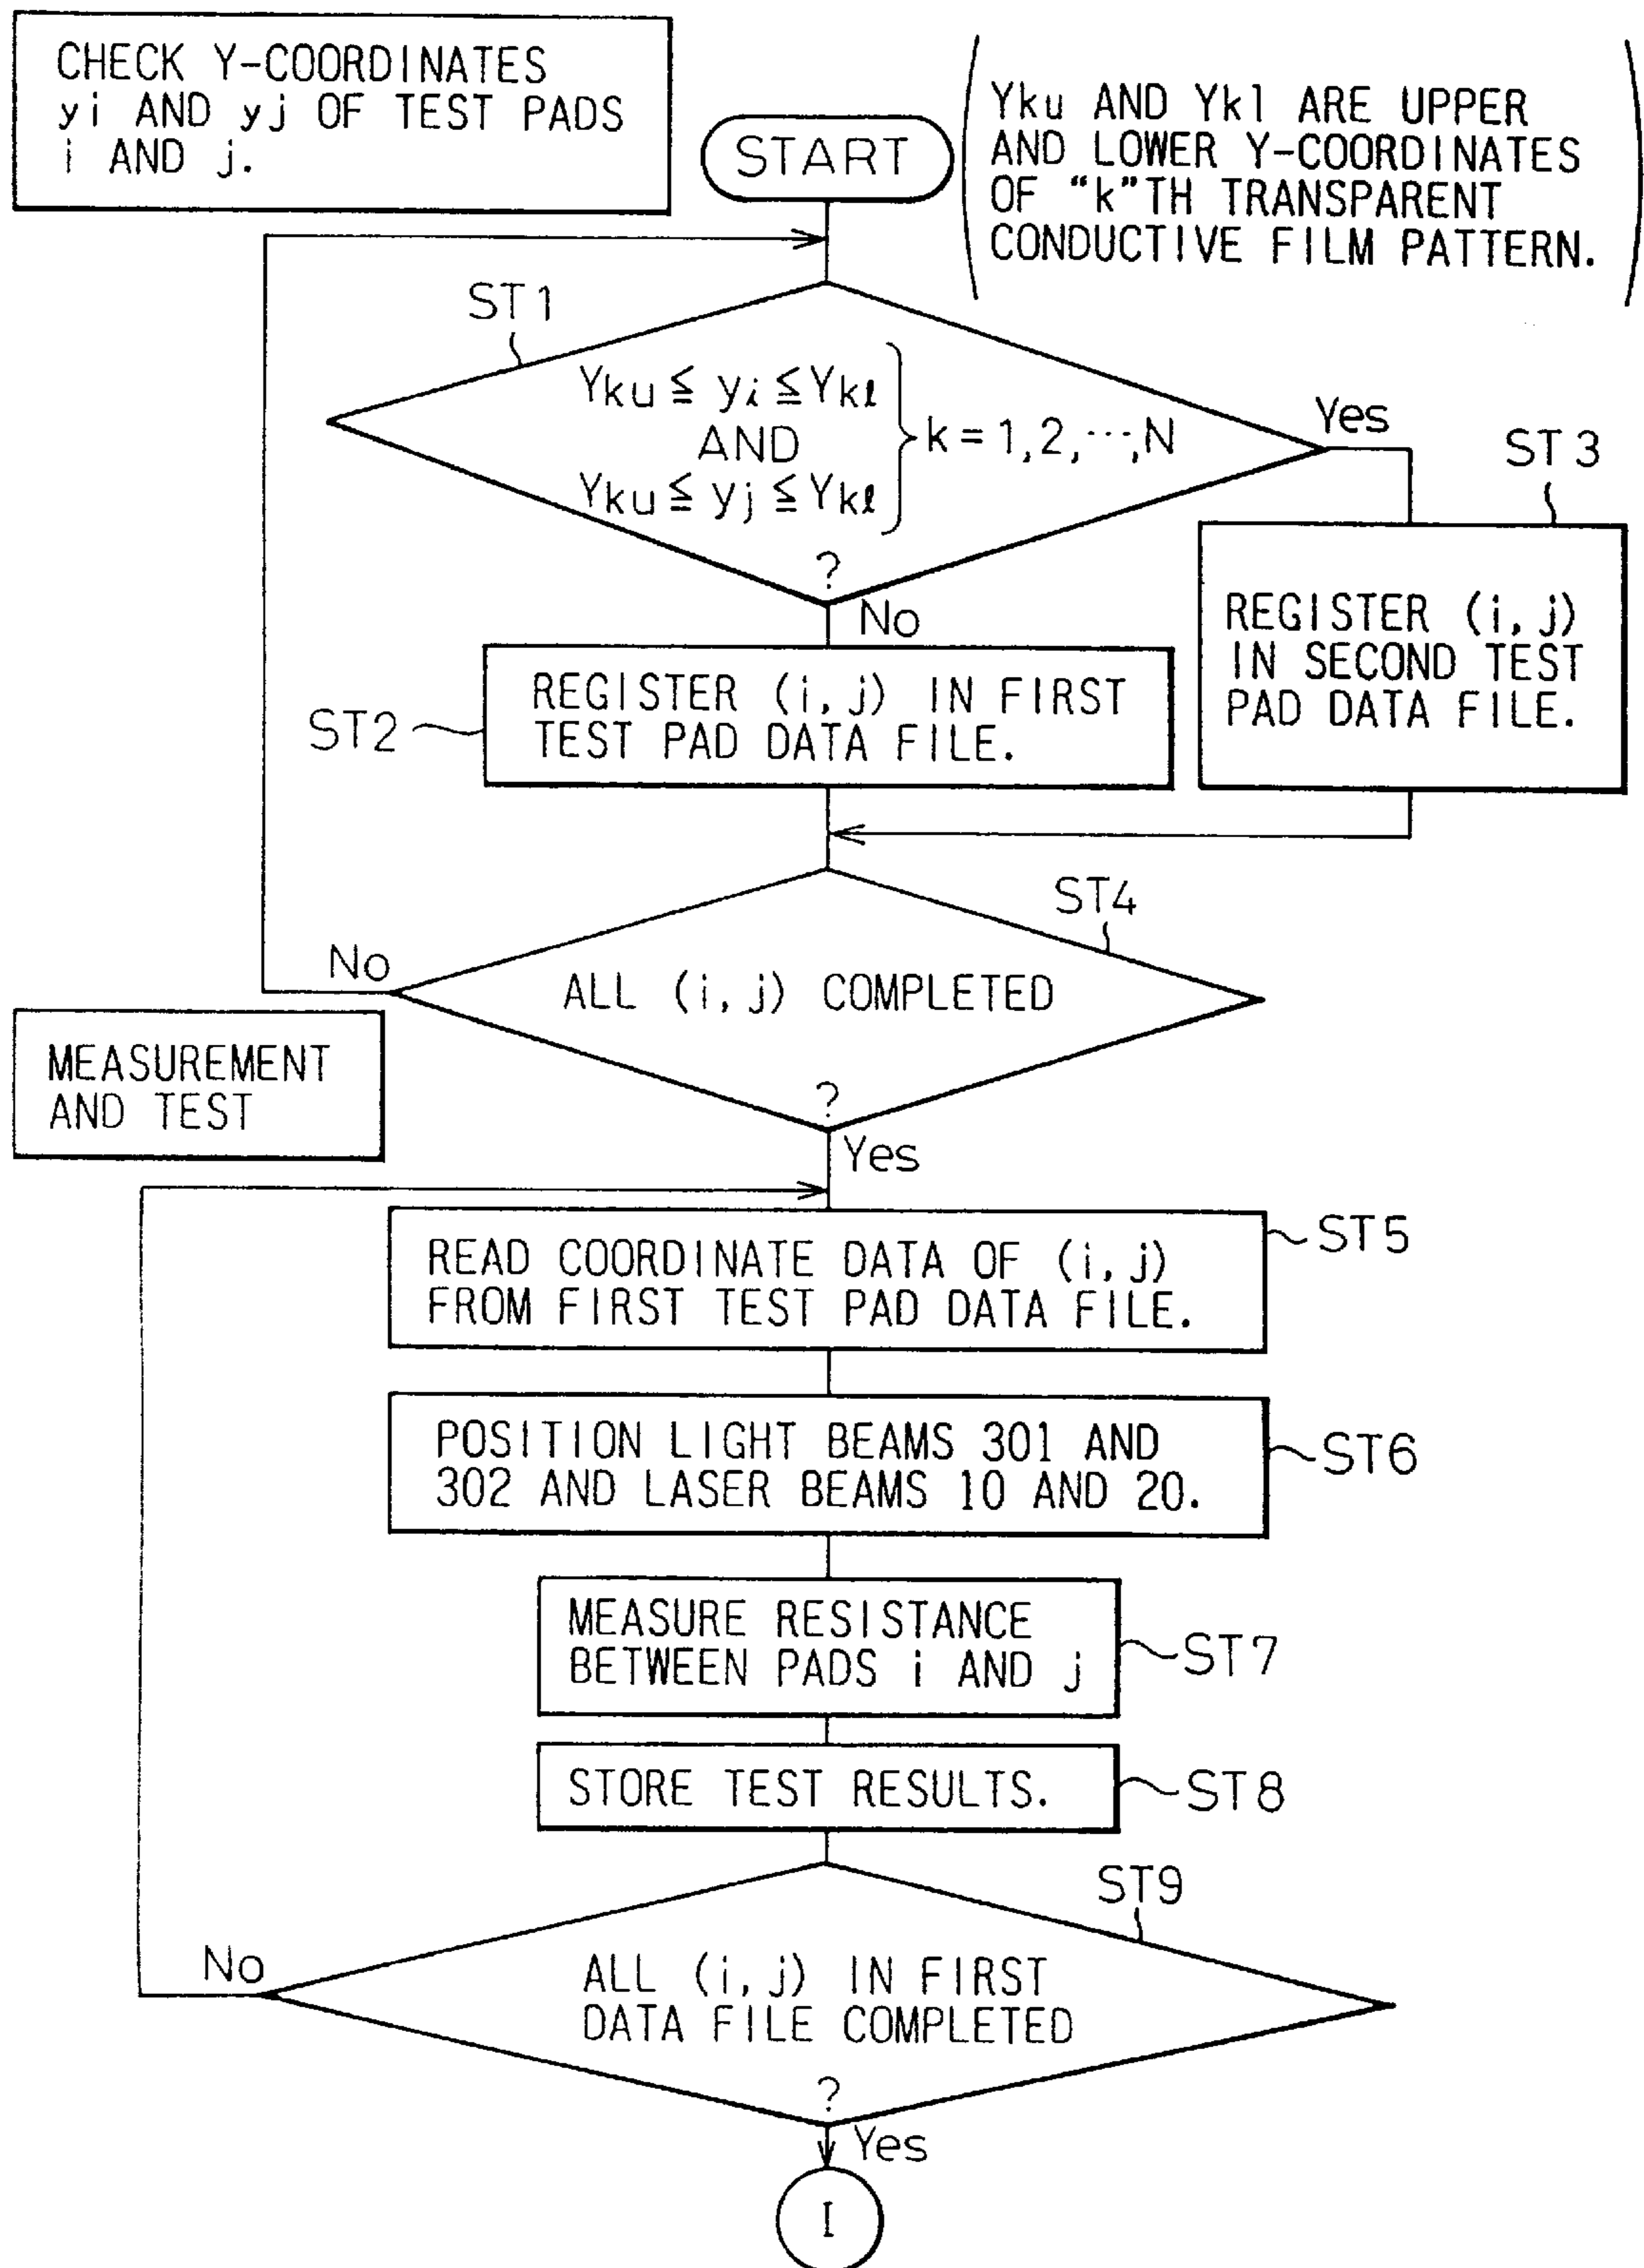 CHECK Y-COORDINATES
yi AND yj OF TEST PADS
i AND j.
START
Yku AND Ykl ARE UPPER
AND LOWER Y-COORDINATES
OF “k”TH TRANSPARENT
CONDUCTIVE FILM PATTERN.
ST1
Yku ≦ yi ≦ Ykℓ
AND
Yku ≦ yj ≦ Ykℓ
k = 1, 2, ···, N
?
Yes
No
ST3
REGISTER (i, j)
IN SECOND TEST
PAD DATA FILE.
ST2
REGISTER (i, j) IN FIRST
TEST PAD DATA FILE.
ST4
No
ALL (i, j) COMPLETED
?
Yes
MEASUREMENT
AND TEST
READ COORDINATE DATA OF (i, j)
FROM FIRST TEST PAD DATA FILE.
ST5
POSITION LIGHT BEAMS 301 AND
302 AND LASER BEAMS 10 AND 20.
ST6
MEASURE RESISTANCE
BETWEEN PADS i AND j
ST7
STORE TEST RESULTS.
ST8
ST9
No
ALL (i, j) IN FIRST
DATA FILE COMPLETED
?
Yes
I